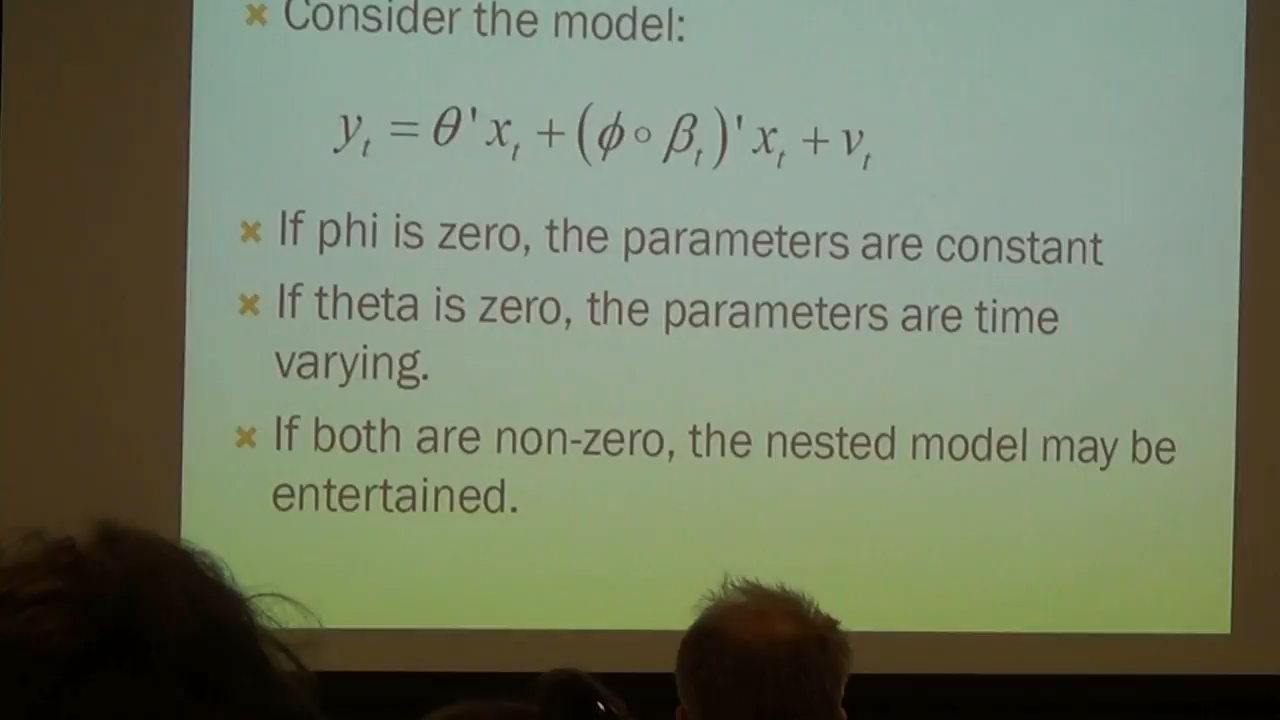 Consider the model:
y_t = θ'x_t + (φ∘β_t)'x_t + v_t
If phi is zero, the parameters are constant
If theta is zero, the parameters are time
varying.
If both are non-zero, the nested model may be
entertained.